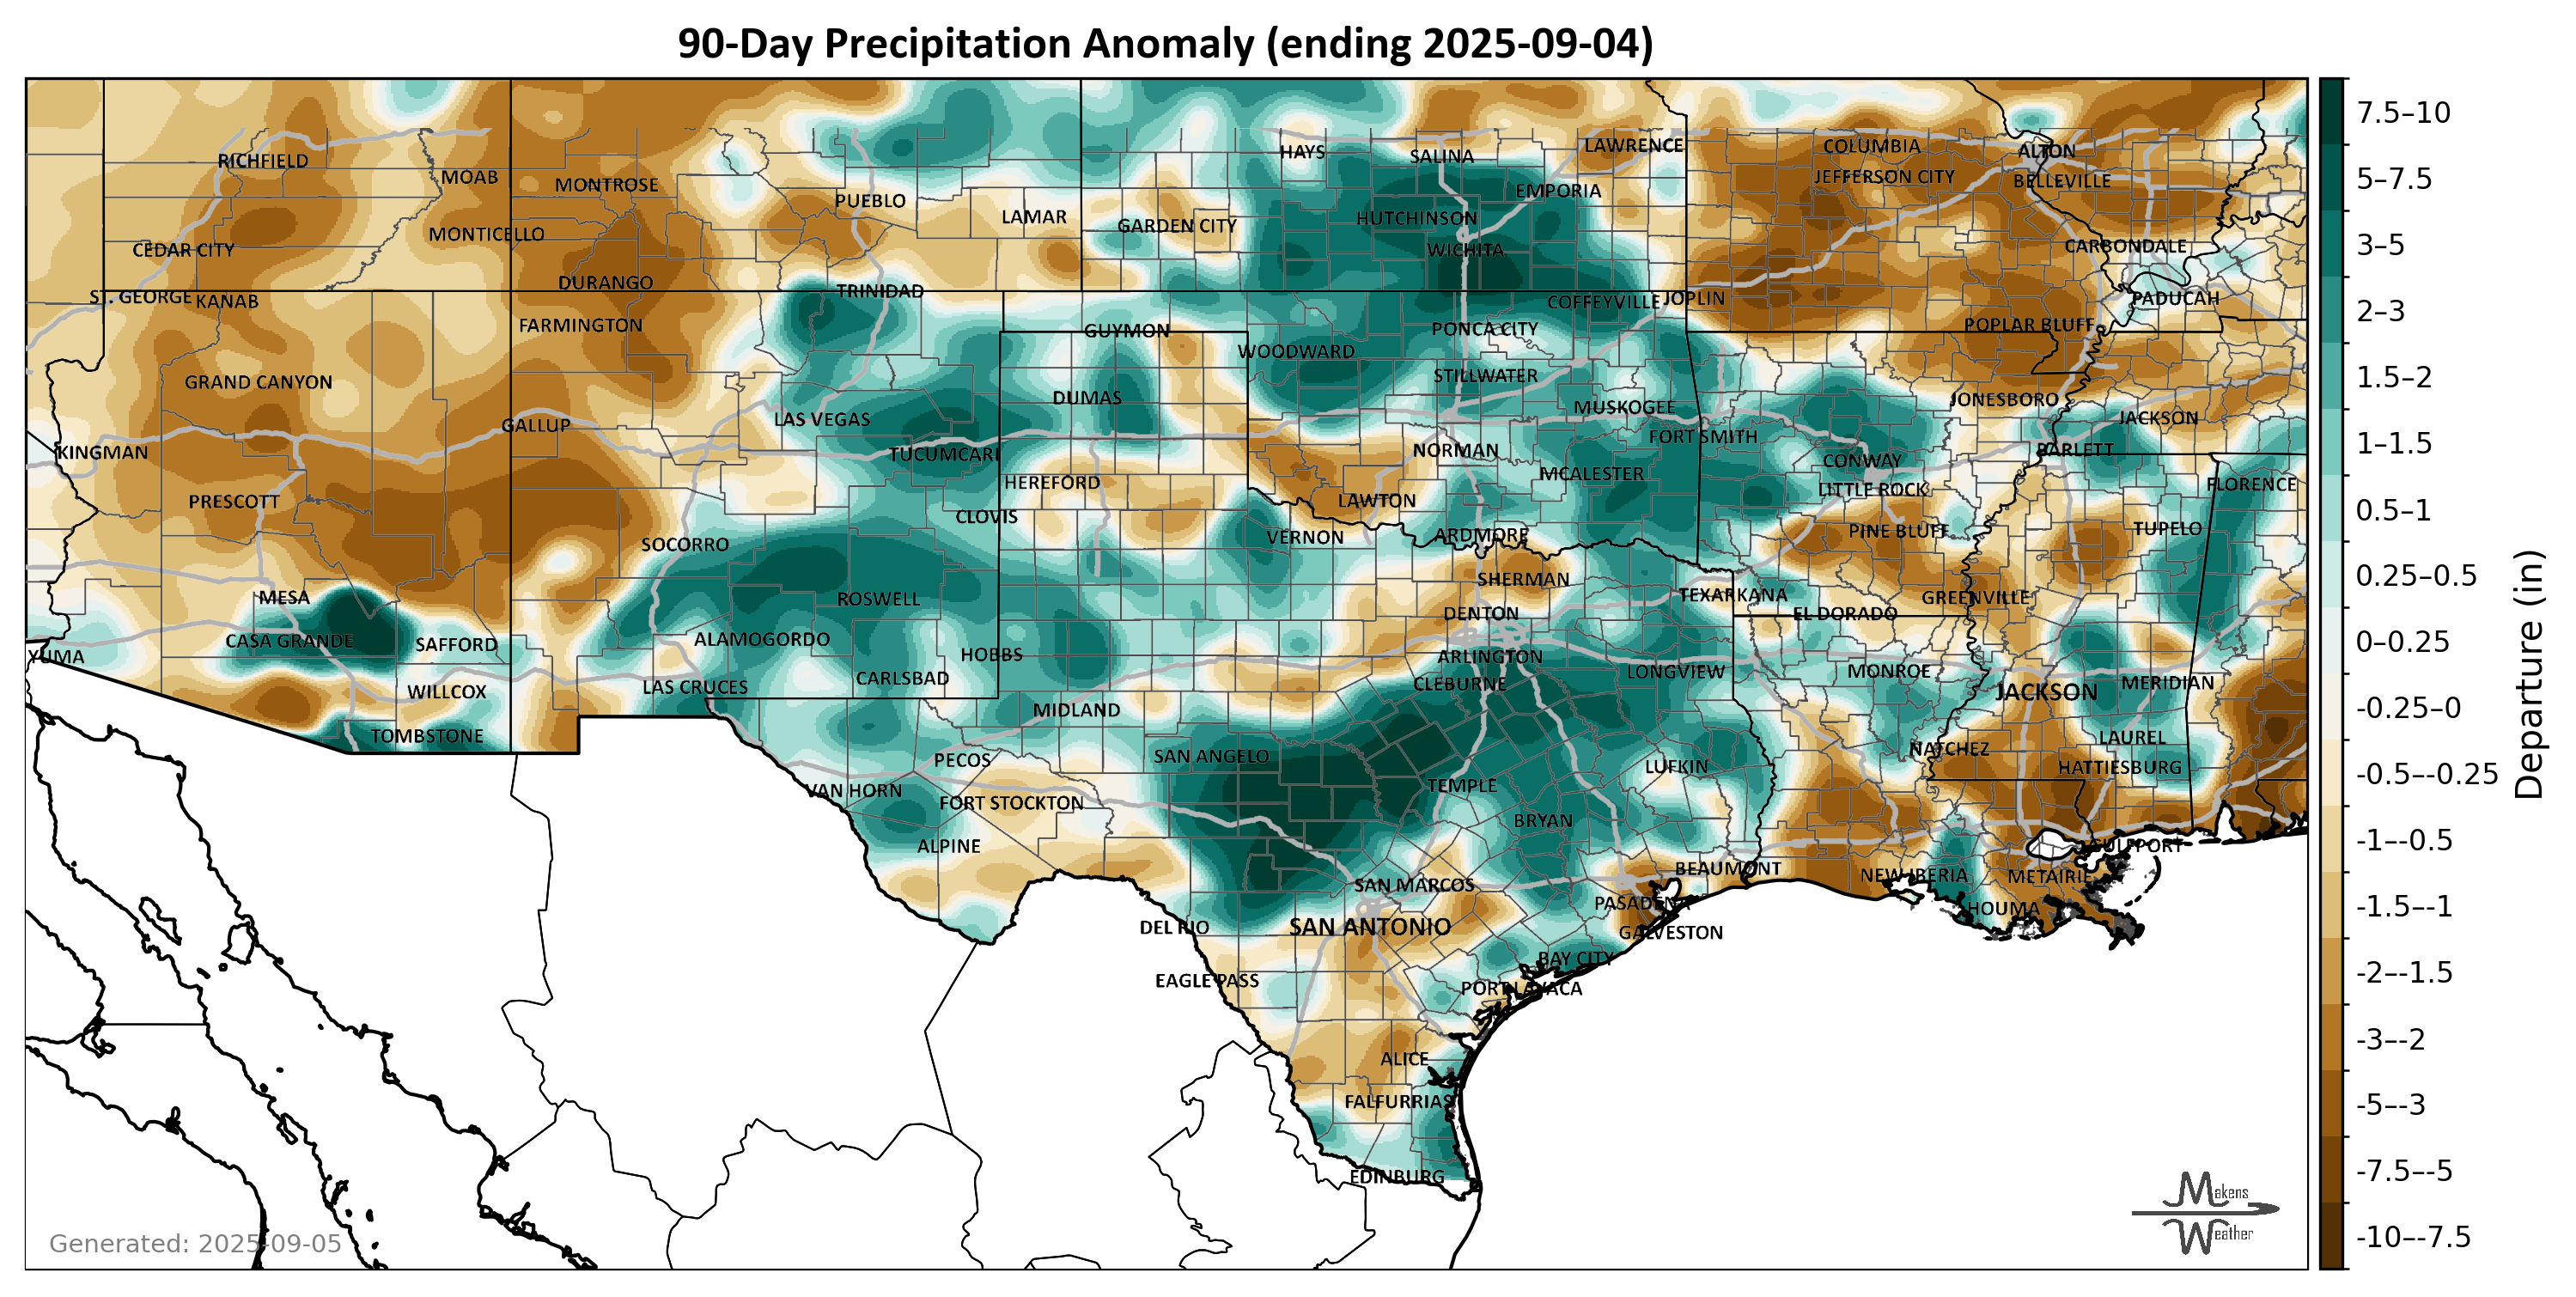 90-Day Precipitation Anomaly (ending 2025-09-04)
HAYS
SALINA
LAWRENCE
COLUMBIA
ALTON
RICHFIELD
MOAB
MONTROSE
EMPORIA
JEFFERSON CITY
BELLEVILLE
PUEBLO
LAMAR
GARDEN CITY
HUTCHINSON
MONTICELLO
CEDAR CITY
WICHITA
CARBONDALE
DURANGO
TRINIDAD
ST. GEORGE
KANAB
COFFEYVILLE
JOPLIN
PADUCAH
FARMINGTON
GUYMON
PONCA CITY
POPLAR BLUFF
WOODWARD
GRAND CANYON
STILLWATER
DUMAS
MUSKOGEE
JONESBORO
LAS VEGAS
JACKSON
GALLUP
FORT SMITH
KINGMAN
TUCUMCARI
NORMAN
BARLETT
CONWAY
MCALESTER
HEREFORD
LITTLE ROCK
FLORENCE
PRESCOTT
LAWTON
CLOVIS
PINE BLUFF
TUPELO
SOCORRO
VERNON
ARDMORE
SHERMAN
MESA
ROSWELL
TEXARKANA
GREENVILLE
DENTON
EL DORADO
CASA GRANDE
SAFFORD
ALAMOGORDO
YUMA
HOBBS
ARLINGTON
LONGVIEW
MONROE
CARLSBAD
CLEBURNE
MERIDIAN
WILLCOX
LAS CRUCES
JACKSON
MIDLAND
TOMBSTONE
LAUREL
NATCHEZ
PECOS
SAN ANGELO
LUFKIN
HATTIESBURG
VAN HORN
TEMPLE
FORT STOCKTON
BRYAN
ALPINE
GULFPORT
BEAUMONT
NEW IBERIA
METAIRIE
SAN MARCOS
PASADENA
HOUMA
DEL RIO
SAN ANTONIO
GALVESTON
BAY CITY
EAGLE PASS
PORT LAVACA
ALICE
FALFURRIAS
EDINBURG
7.5–10
5–7.5
3–5
2–3
1.5–2
1–1.5
0.5–1
0.25–0.5
0–0.25
-0.25–0
-0.5–-0.25
-1–-0.5
-1.5–-1
-2–-1.5
-3–-2
-5–-3
-7.5–-5
-10–-7.5
Departure (in)
Makens
Weather
Generated: 2025-09-05